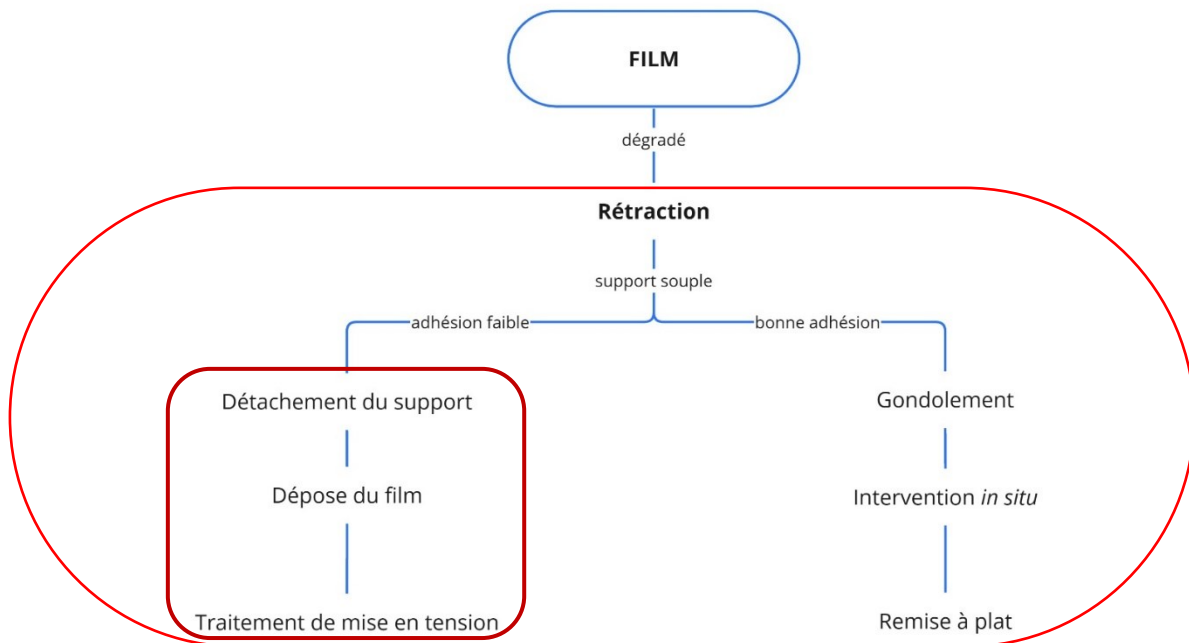 FILM
dégradé
Rétraction
support souple
adhésion faible
bonne adhésion
Détachement du support
Gondolement
Dépose du film
Intervention in situ
Traitement de mise en tension
Remise à plat